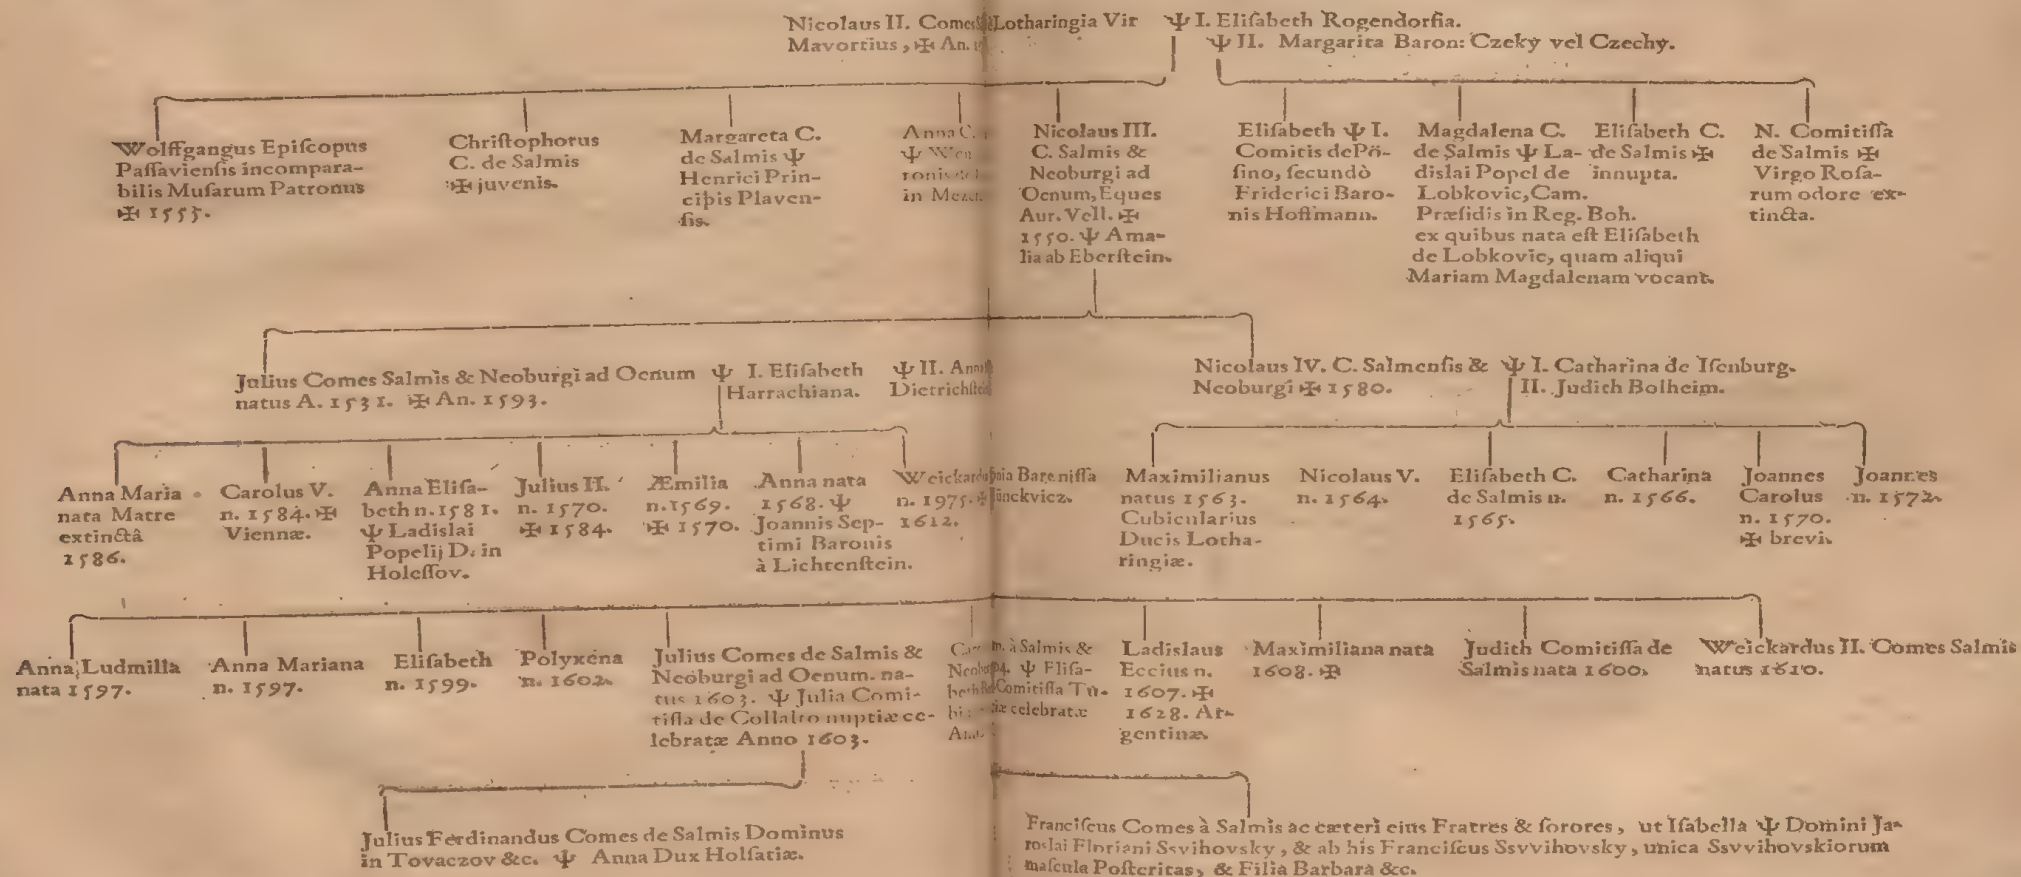 Nicolaus II. Comes Lotharingia Vir
Mavortius, ✠ An.
Ψ I. Eliſabeth Rogendorfia.
Ψ II. Margarita Baron: Czeky vel Czechy.
Wolffgangus Epiſcopus
Paſſavienſis incompara-
bilis Muſarum Patronus
✠ 1555.
Chriſtophorus
C. de Salmis
✠ juvenis.
Margareta C.
de Salmis Ψ
Henrici Prin-
cipis Plaven-
ſis.
Anna C.
Ψ
in
Nicolaus III.
C. Salmis &
Neoburgi ad
Oenum, Eques
Aur. Vell. ✠
1550. Ψ Ama-
lia ab Eberſtein.
Eliſabeth Ψ I.
Comitis de Pö-
ſino, ſecundò
Friderici Baro-
nis Hoffmann.
Magdalena C.
de Salmis Ψ La-
dislai Popel de
Lobkovic, Cam.
Præſidis in Reg. Boh.
ex quibus nata eſt Eliſabeth
de Lobkovic, quam aliqui
Mariam Magdalenam vocant.
Eliſabeth C.
de Salmis ✠
innupta.
N. Comitiſſa
de Salmis ✠
Virgo Roſa-
rum odore ex-
tincta.
Julius Comes Salmis & Neoburgi ad Oenum
natus A. 1531. ✠ An. 1593.
Ψ I. Eliſabeth
Harrachiana.
Ψ II. Anna
Nicolaus IV. C. Salmenſis &
Neoburgi ✠ 1580.
Ψ I. Catharina de Iſenburg.
II. Judith Bolheim.
Anna Maria
nata Matre
extinctâ
1586.
Carolus V.
n. 1584. ✠
Viennæ.
Anna Eliſa-
beth n. 1581.
Ψ Ladislai
Popelij D. in
Holeſſov.
Julius II.
n. 1570.
✠ 1584.
Æmilia
n. 1569.
✠ 1570.
Anna nata
1568. Ψ
Joannis Sep-
timi Baronis
à Lichtenſtein.
Bareniſſa
n. 1975. ✠
1612.
Maximilianus
natus 1563.
Cubicularius
Ducis Lotha-
ringiæ.
Nicolaus V.
n. 1564.
Eliſabeth C.
de Salmis n.
1565.
Catharina
n. 1566.
Joannes
Carolus
n. 1570.
✠ brevi.
Joannes
n. 1572.
Anna Ludmilla
nata 1597.
Anna Mariana
n. 1597.
Eliſabeth
n. 1599.
Polyxena
n. 1602.
Julius Comes de Salmis &
Neoburgi ad Oenum. na-
tus 1603. Ψ Julia Comi-
tiſſa de Collalto nuptiæ ce-
lebratæ Anno 1603.
à Salmis &
Ψ Eliſa-
Comitiſſa Tu-
celebratæ
Ladislaus
Eccius n.
1607. ✠
1628. Ar-
gentinæ.
Maximiliana nata
1608. ✠
Judith Comitiſſa de
Salmis nata 1600.
Weickardus II. Comes Salmis
natus 1610.
Julius Ferdinandus Comes de Salmis Dominus
in Tovaczov &c. Ψ Anna Dux Holſatiæ.
Franciſcus Comes à Salmis ac cæteri eius Fratres & ſorores, ut Iſabella Ψ Domini Ja-
roslai Floriani Ssvihovsky, & ab his Franciſcus Ssvvihovsky, unica Ssvvihovskiorum
maſcula Poſteritas, & Filia Barbara &c.